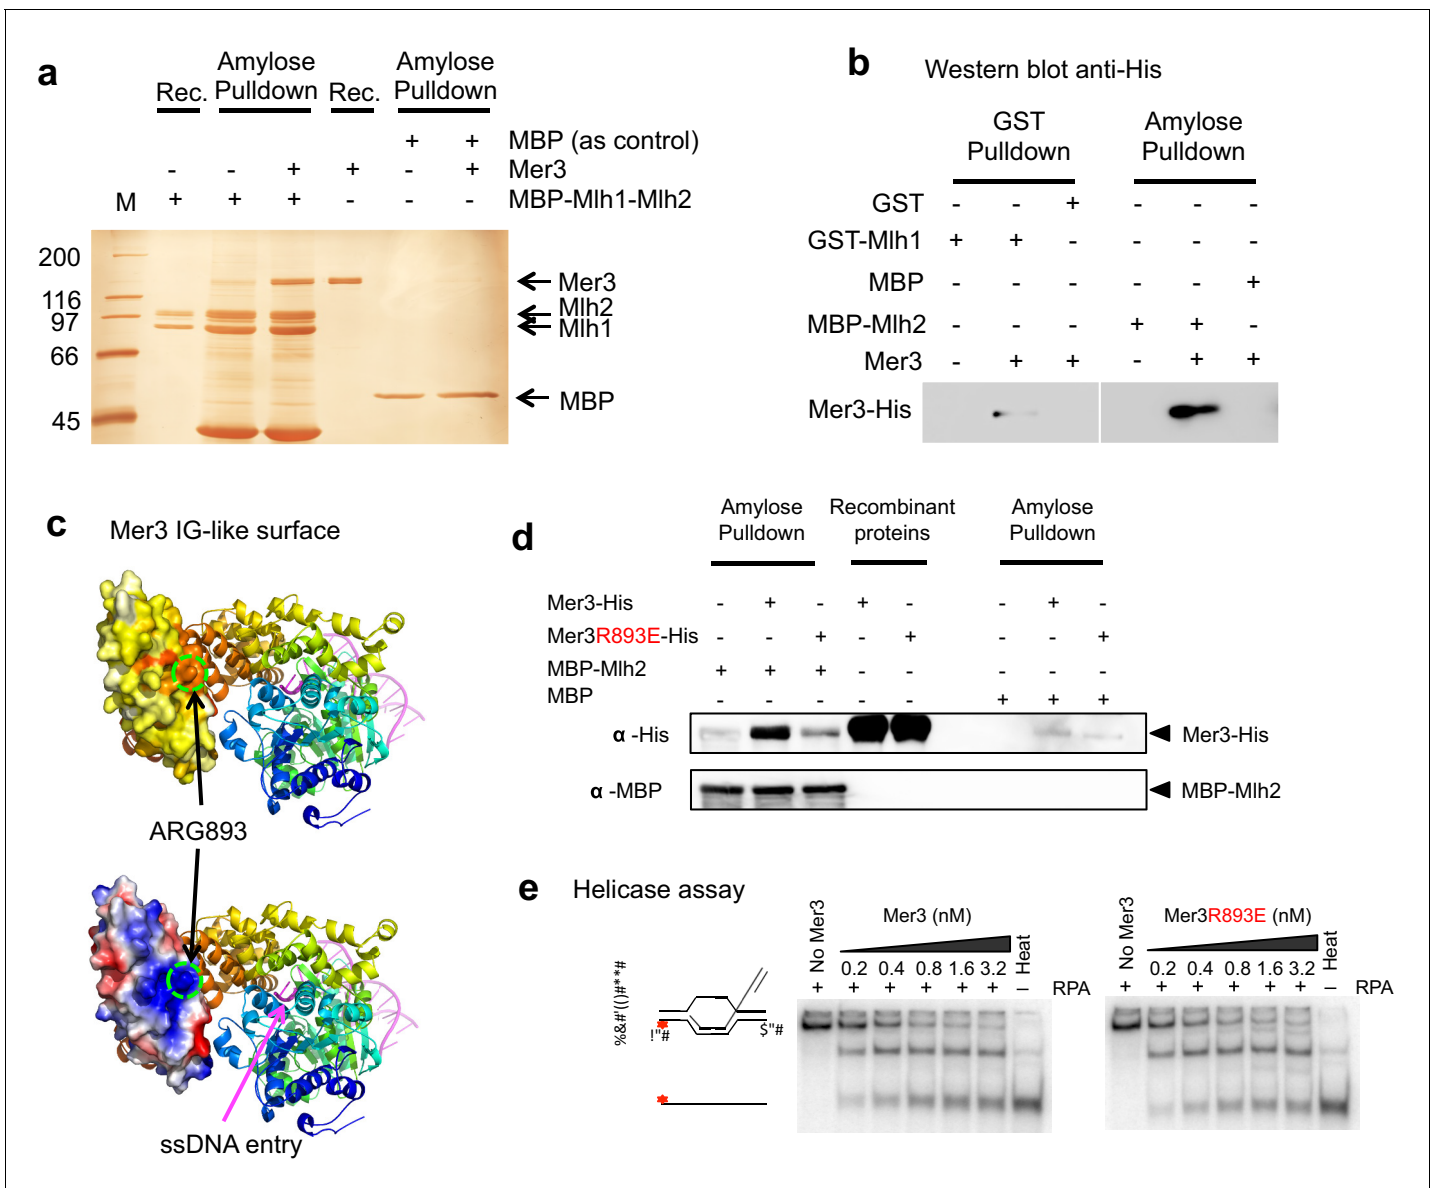 a
Amylose
Pulldown
Rec.
Rec.
Amylose
Pulldown
+ + MBP (as control)
- - + + - + Mer3
M + + + - - - MBP-Mlh1-Mlh2
200
116
97
66
45
Mer3
Mlh2
Mlh1
MBP
b Western blot anti-His
GST
Pulldown
Amylose
Pulldown
GST - - + - - -
GST-Mlh1 + + - - - -
MBP - - - - - +
MBP-Mlh2 - - - + + -
Mer3 - + + - + +
Mer3-His
c Mer3 IG-like surface
ARG893
ssDNA entry
d
Amylose
Pulldown
Recombinant
proteins
Amylose
Pulldown
Mer3-His - + - + - + -
Mer3R893E-His - - + + - - +
MBP-Mlh2 + + + - - - - -
MBP - - - - - + + +
α -His Mer3-His
α -MBP MBP-Mlh2
e Helicase assay
%&#'(()#**#
!"# $"#
No Mer3
Mer3 (nM)
0.2 0.4 0.8 1.6 3.2
Heat
+ + + + + + – RPA
No Mer3
Mer3R893E (nM)
0.2 0.4 0.8 1.6 3.2
Heat
+ + + + + + – RPA